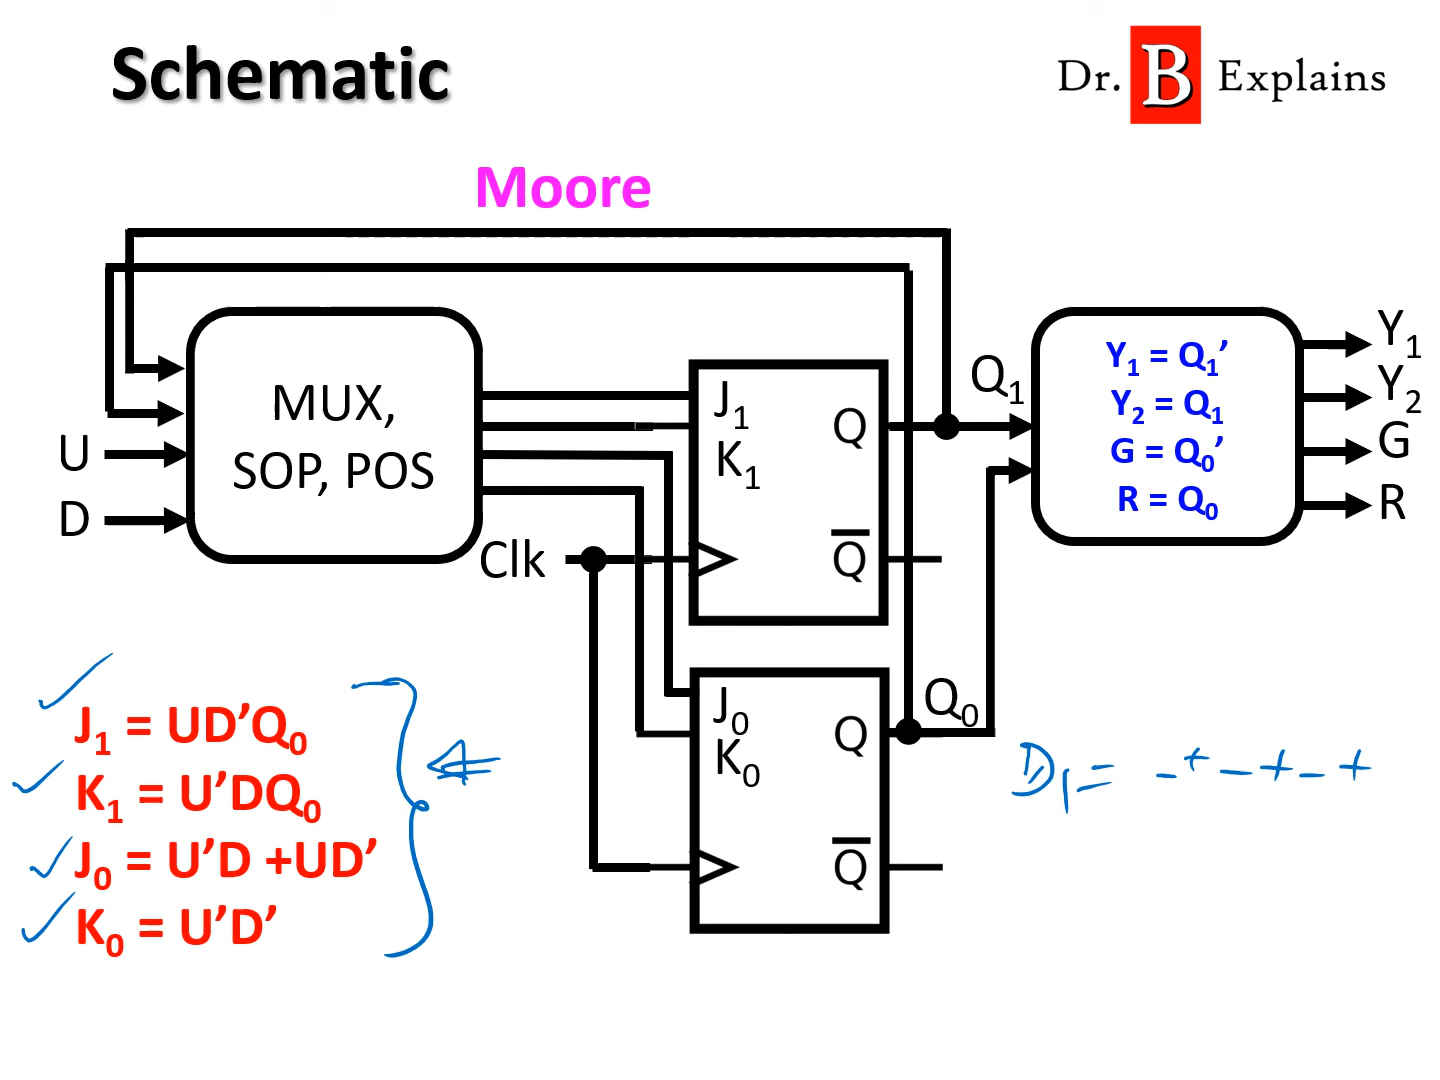 Schematic
Dr. B Explains
Moore
MUX,
SOP, POS
U
D
Clk
J₁
K₁
Q
Q̅
Q₁
J₀
K₀
Q
Q̅
Q₀
Y₁ = Q₁’
Y₂ = Q₁
G = Q₀’
R = Q₀
Y₁
Y₂
G
R
J₁ = UD’Q₀
K₁ = U’DQ₀
J₀ = U’D +UD’
K₀ = U’D’
D₁ = _+_+_+